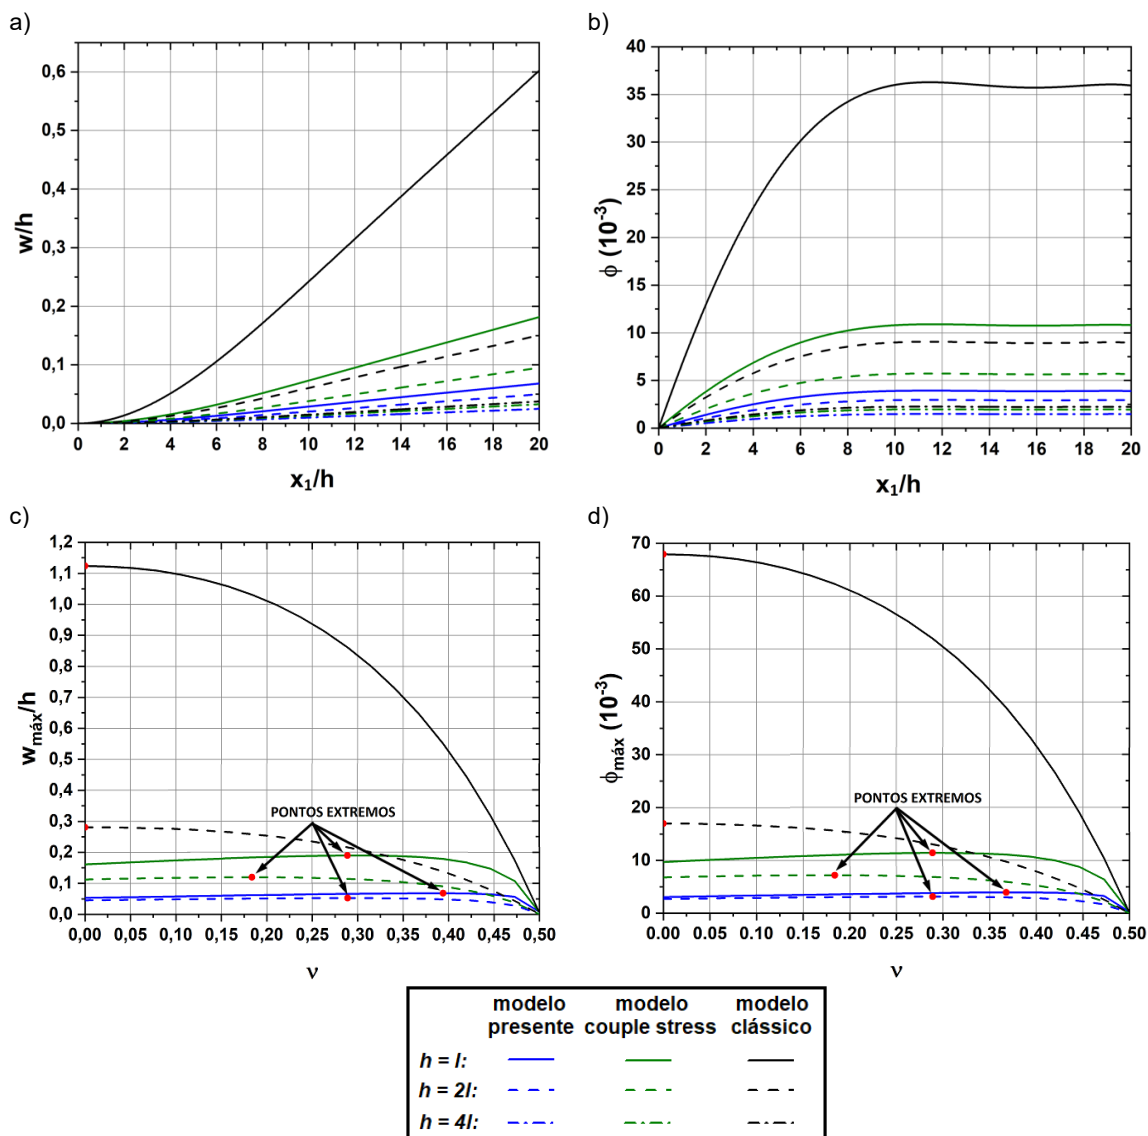 a)
0,6
0,5
0,4
0,3
0,2
0,1
0,0
w/h
0 2 4 6 8 10 12 14 16 18 20
x1/h
b)
40
35
30
25
20
15
10
5
0
ϕ (10-3)
0 2 4 6 8 10 12 14 16 18 20
x1/h
c)
1,2
1,1
1,0
0,9
0,8
0,7
0,6
0,5
0,4
0,3
0,2
0,1
0,0
wmáx/h
PONTOS EXTREMOS
0,00 0,05 0,10 0,15 0,20 0,25 0,30 0,35 0,40 0,45 0,50
ν
d)
70
60
50
40
30
20
10
0
ϕmáx (10-3)
PONTOS EXTREMOS
0.00 0.05 0.10 0.15 0.20 0.25 0.30 0.35 0.40 0.45 0.50
ν
modelo modelo modelo
presente couple stress clássico
h = l:
h = 2l:
h = 4l: